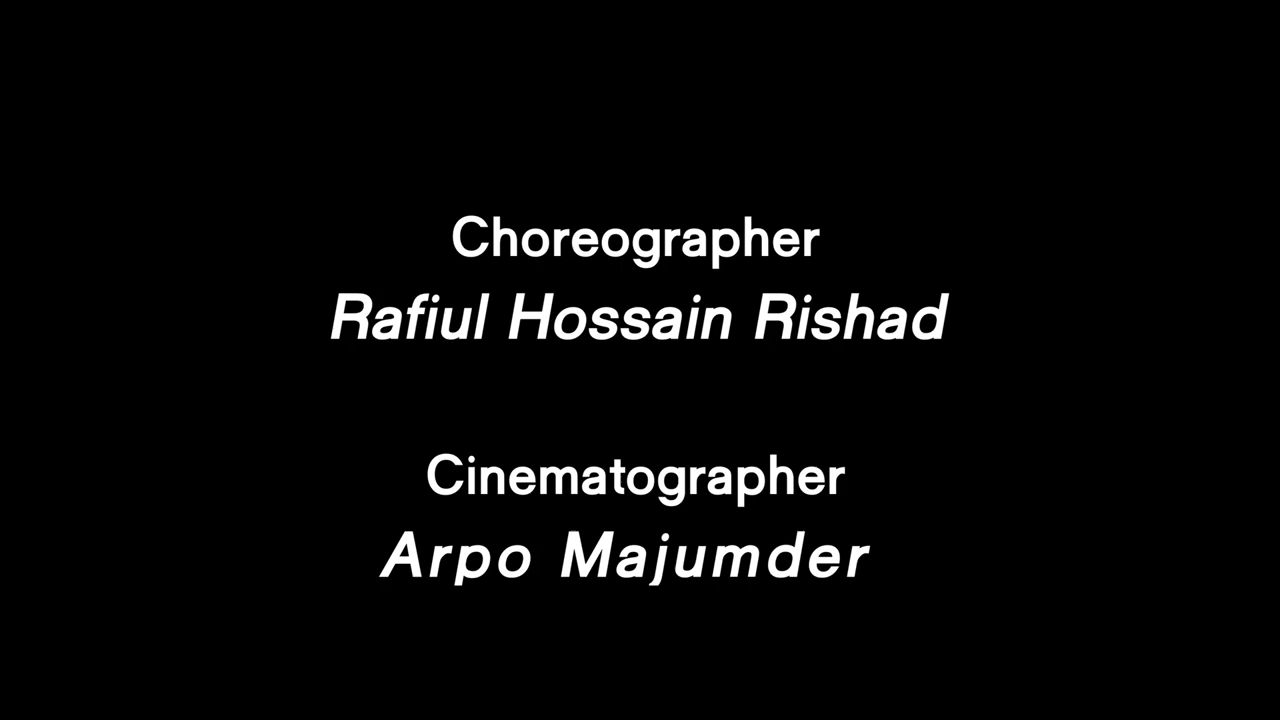 Choreographer
Rafiul Hossain Rishad
Cinematographer
Arpo Majumder